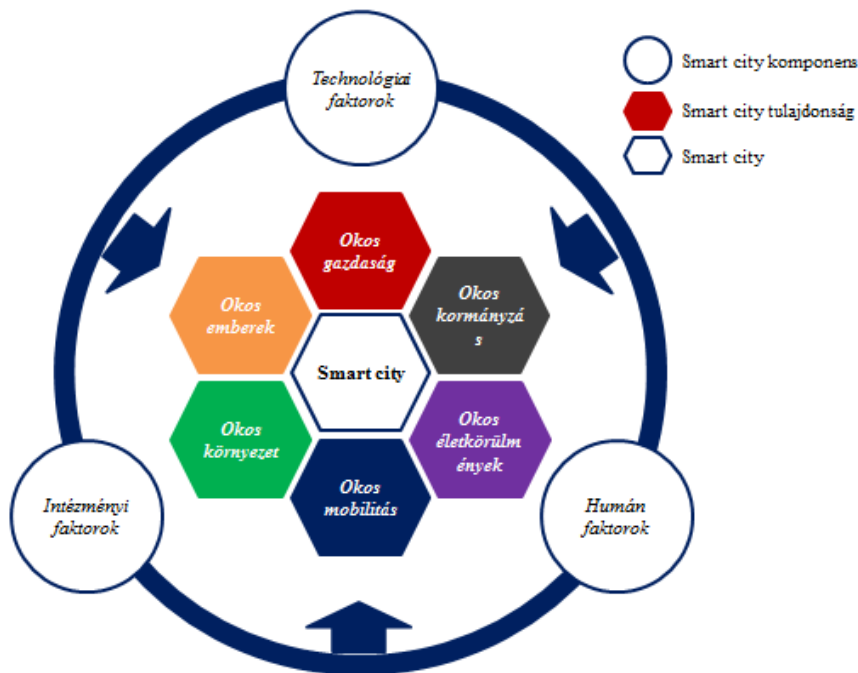 Technológiai
faktorok
Smart city komponens
Smart city tulajdonság
Smart city
Okos
gazdaság
Okos
emberek
Okos
kormányzá
s
Smart city
Okos
környezet
Okos
életkörülm
ények
Okos
mobilitás
Intézményi
faktorok
Humán
faktorok